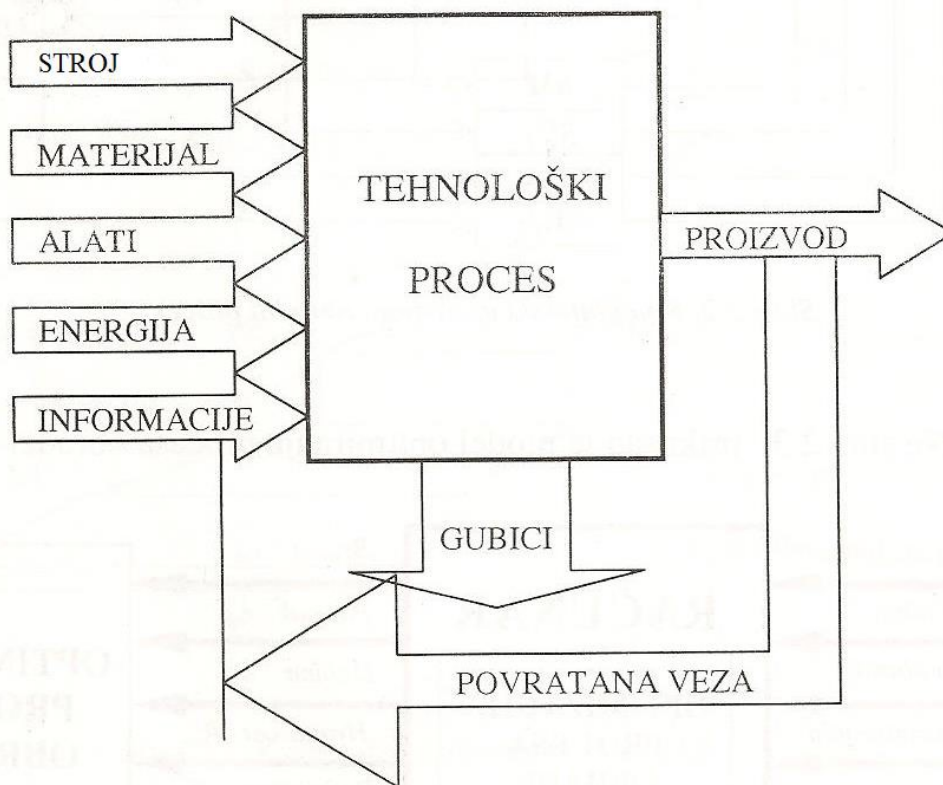 STROJ
MATERIJAL
ALATI
ENERGIJA
INFORMACIJE
TEHNOLOŠKI
PROCES
PROIZVOD
GUBICI
POVRATANA VEZA